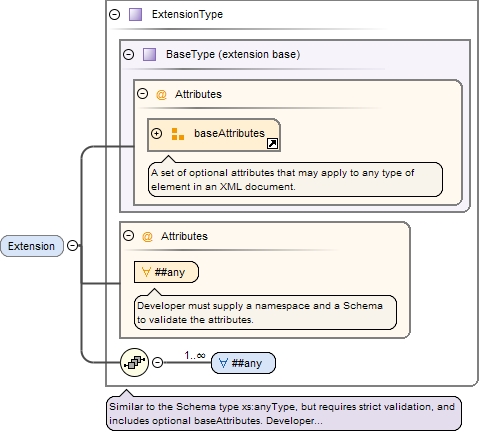 ExtensionType
BaseType (extension base)
@ Attributes
baseAttributes
A set of optional attributes that may apply to any type of
element in an XML document.
@ Attributes
∀ ##any
Developer must supply a namespace and a Schema
to validate the attributes.
Extension
1..∞
∀ ##any
Similar to the Schema type xs:anyType, but requires strict validation, and
includes optional baseAttributes. Developer...